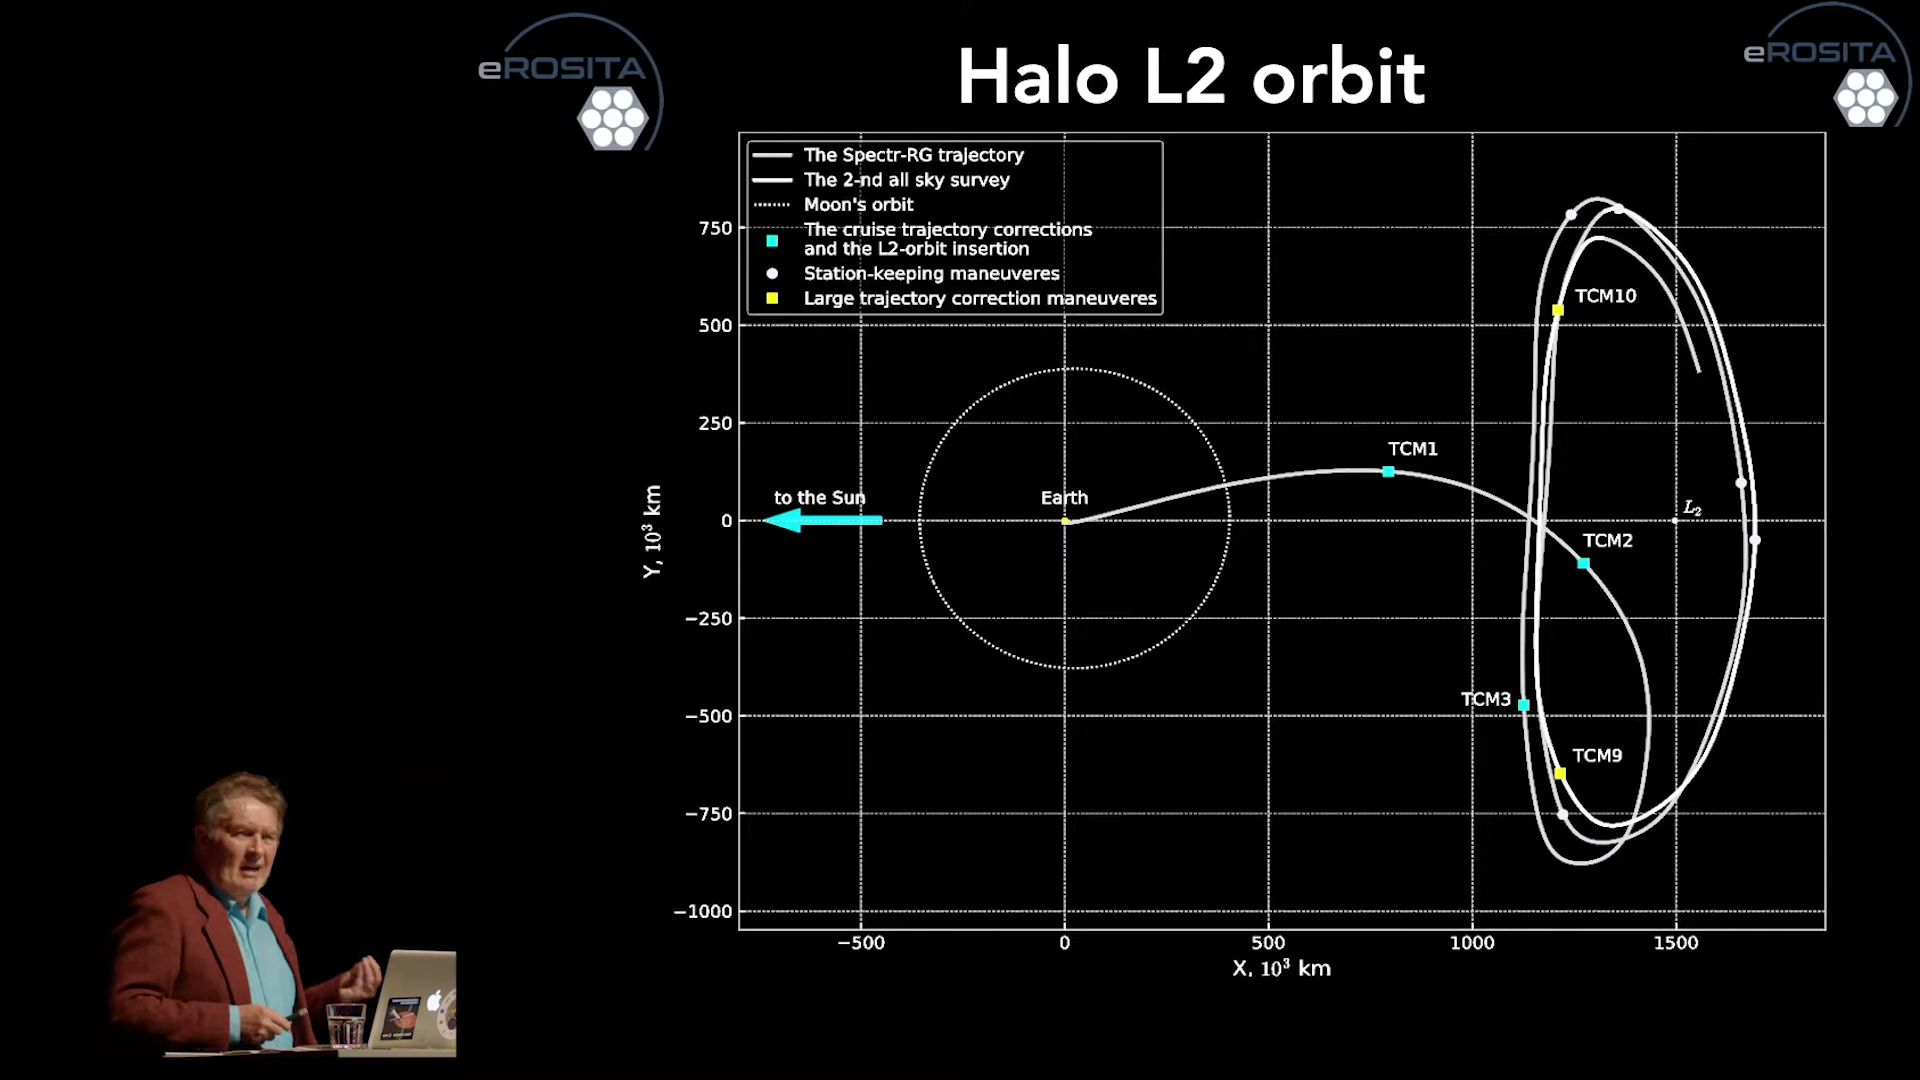 eROSITA
Halo L2 orbit
eROSITA
The Spectr-RG trajectory
The 2-nd all sky survey
Moon's orbit
The cruise trajectory corrections
and the L2-orbit insertion
Station-keeping maneuveres
Large trajectory correction maneuveres
750
500
250
0
−250
−500
−750
−1000
Y, 10³ km
to the Sun
Earth
TCM1
TCM10
L₂
TCM2
TCM3
TCM9
−500
0
500
1000
1500
X, 10³ km